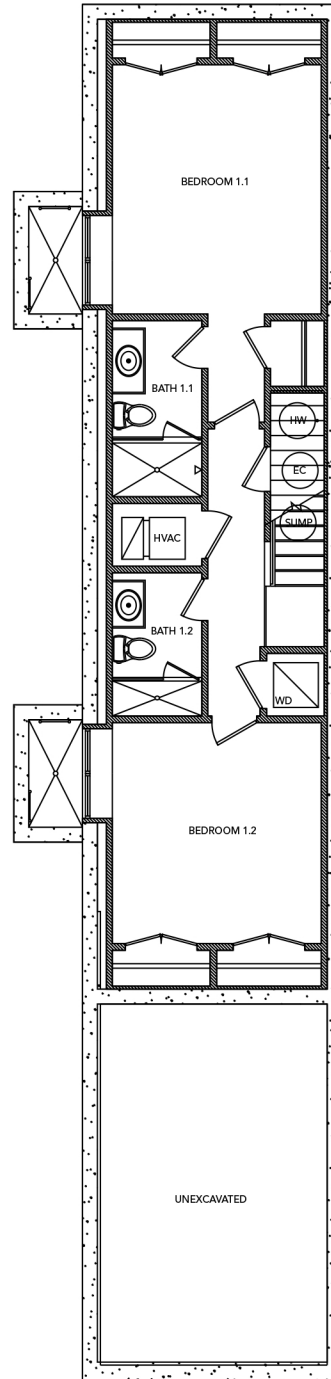 BEDROOM 1.1
BATH 1.1
HW
EC
SUMP
HVAC
BATH 1.2
WD
BEDROOM 1.2
UNEXCAVATED